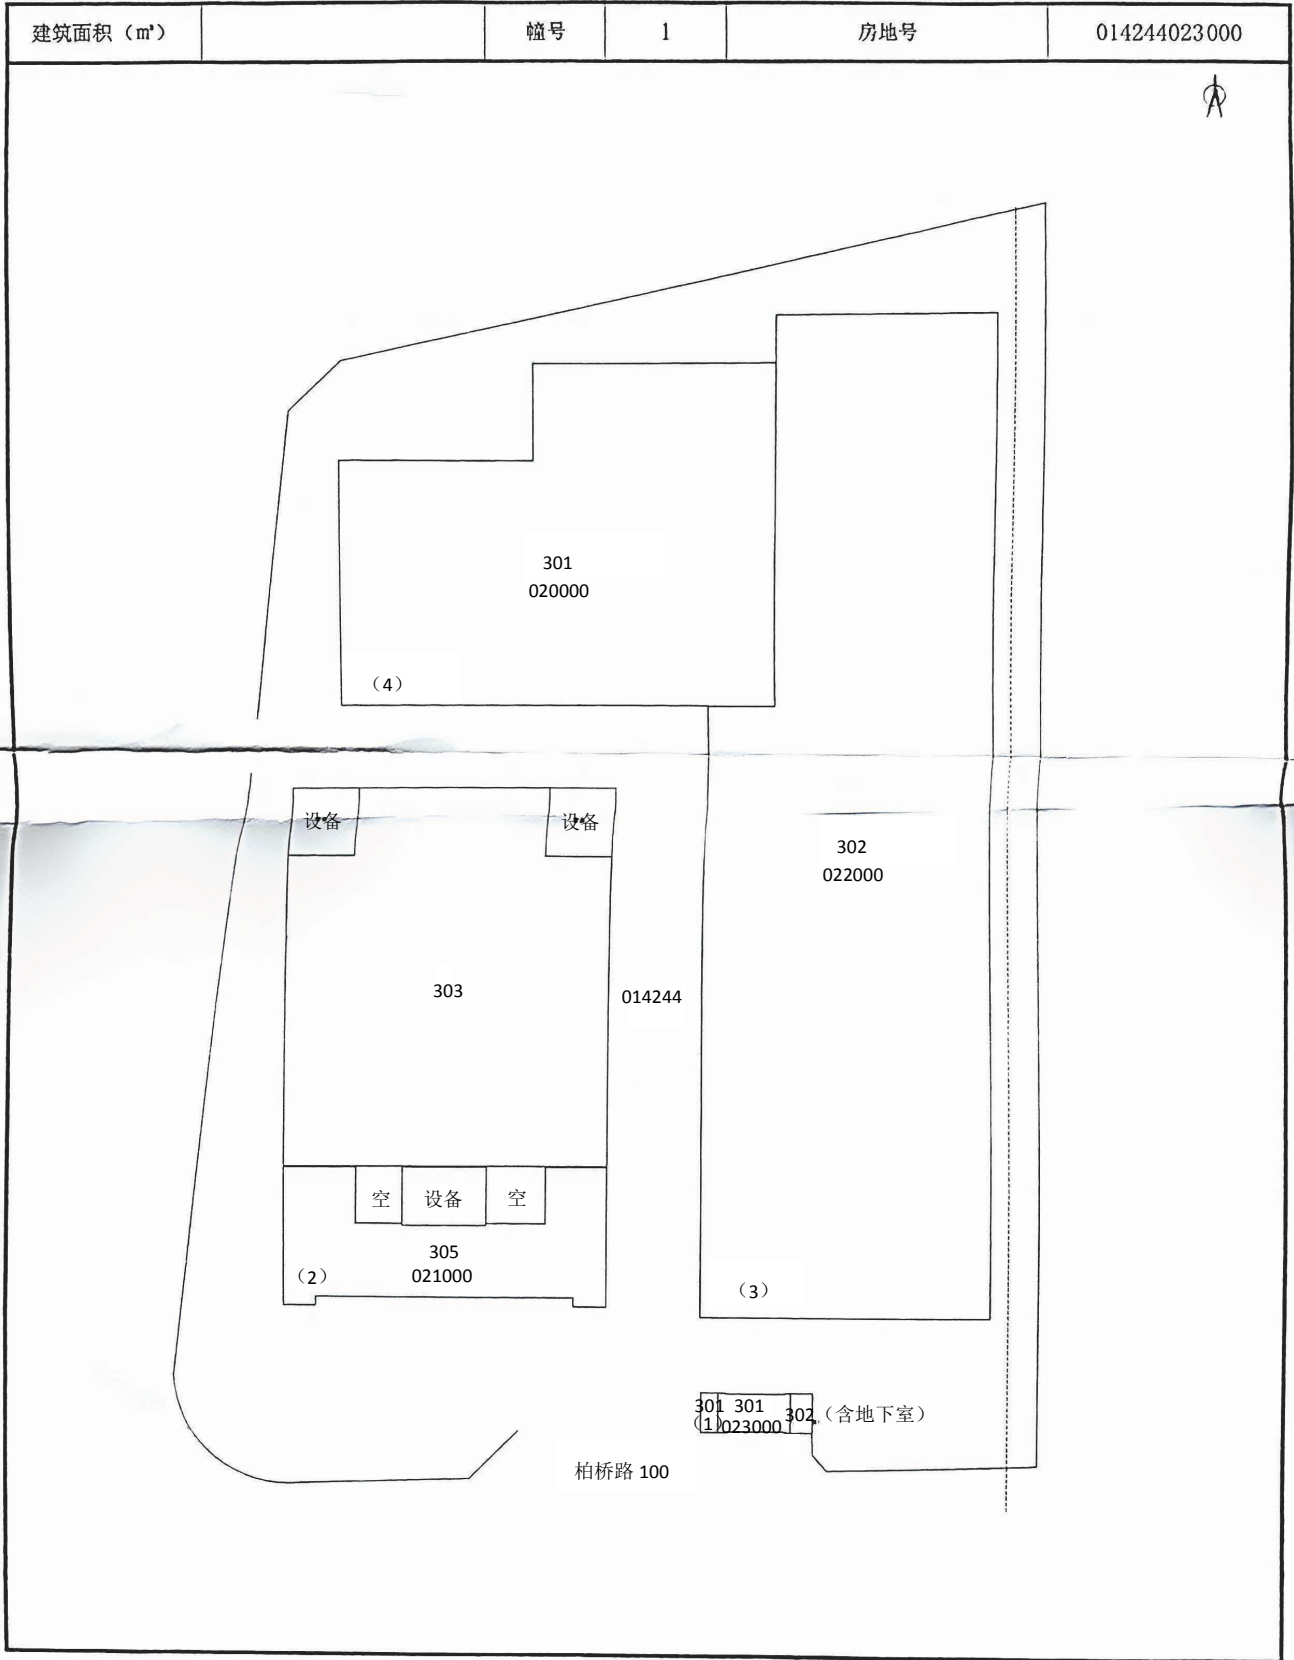 建筑面积（㎡） 幢号 1 房地号 014244023000
301
020000
（4）
设备 设备
302
022000
303
014244
空 设备 空
305
021000
（2）
（3）
301 301 302 （含地下室）
（1） 023000
柏桥路 100